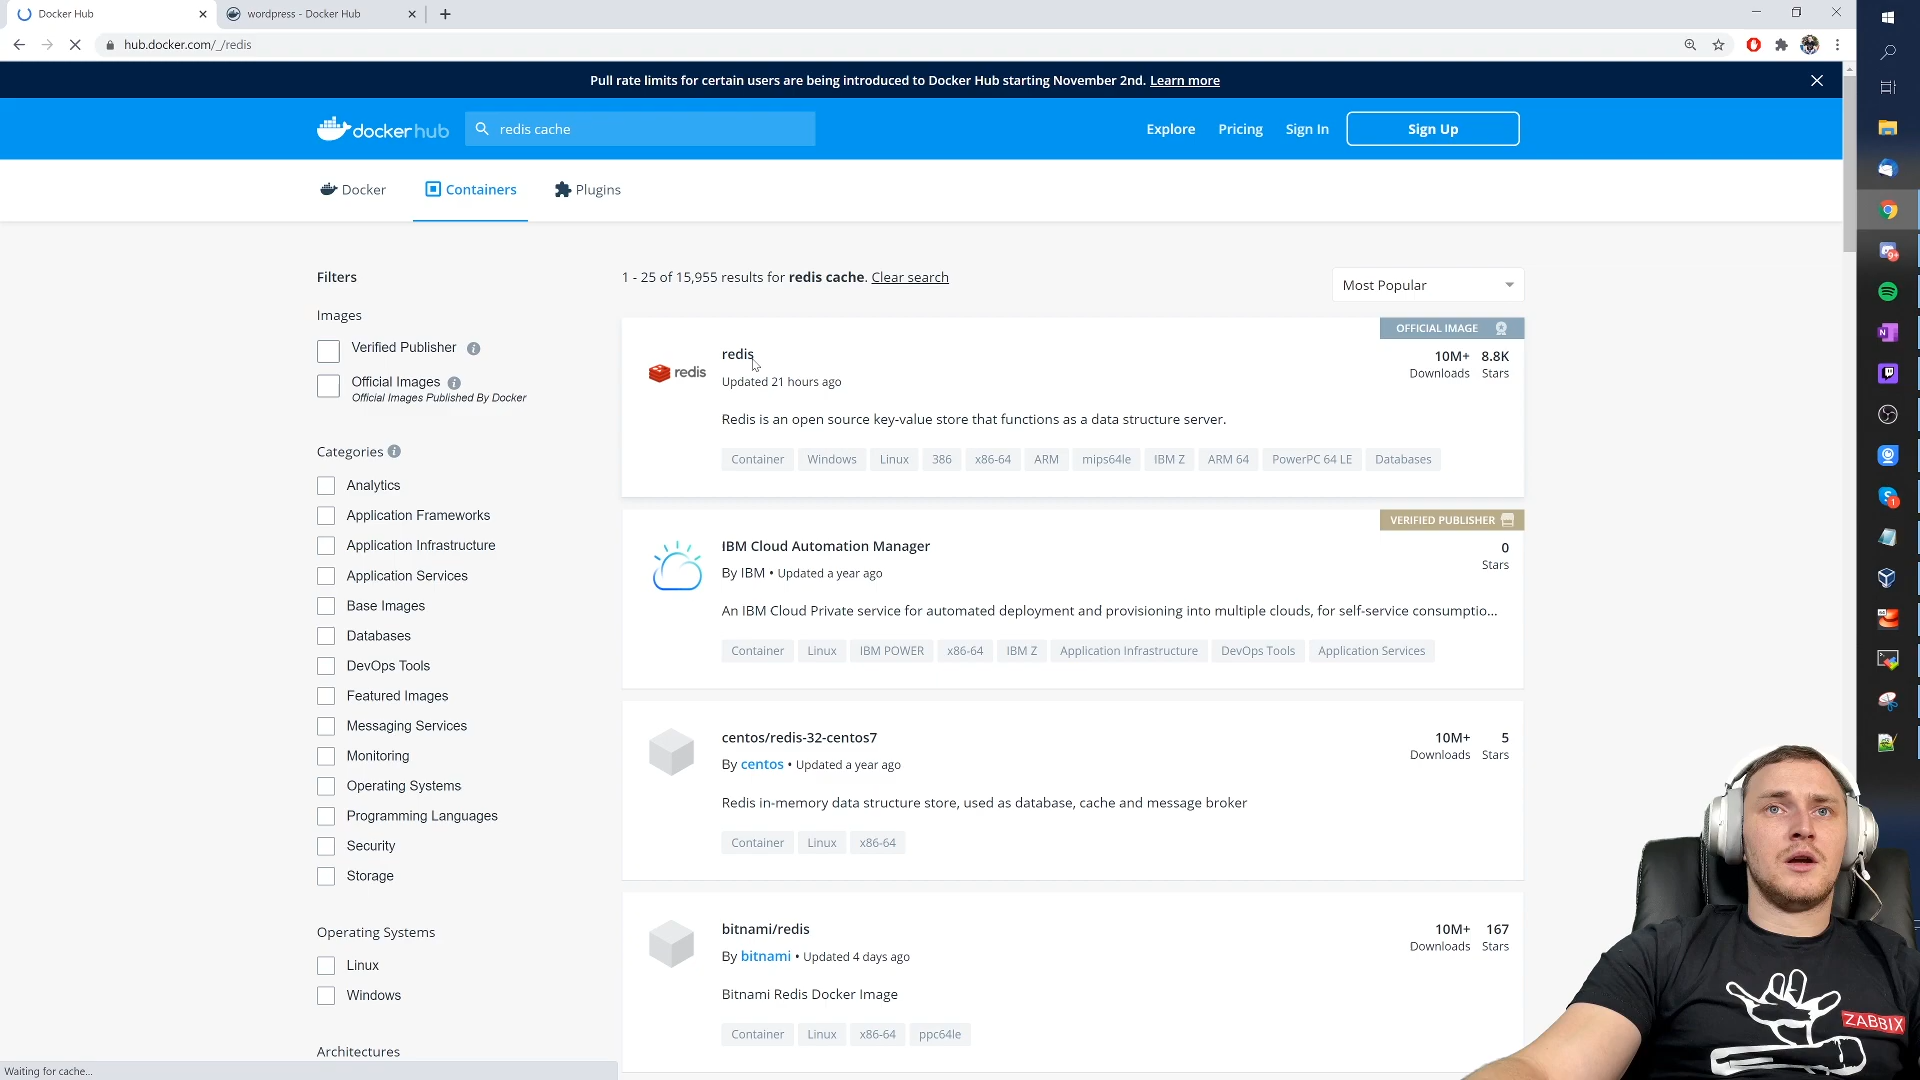 Docker Hub
wordpress - Docker Hub
hub.docker.com/_/redis
Pull rate limits for certain users are being introduced to Docker Hub starting November 2nd. Learn more
dockerhub
redis cache
Explore
Pricing
Sign In
Sign Up
Docker
Containers
Plugins
Filters
Images
Verified Publisher
Official Images
Official Images Published By Docker
Categories
Analytics
Application Frameworks
Application Infrastructure
Application Services
Base Images
Databases
DevOps Tools
Featured Images
Messaging Services
Monitoring
Operating Systems
Programming Languages
Security
Storage
Operating Systems
Linux
Windows
Architectures
Waiting for cache...
1 - 25 of 15,955 results for redis cache. Clear search
Most Popular
OFFICIAL IMAGE
redis
redis
Updated 21 hours ago
10M+ 8.8K
Downloads Stars
Redis is an open source key-value store that functions as a data structure server.
Container Windows Linux 386 x86-64 ARM mips64le IBM Z ARM 64 PowerPC 64 LE Databases
VERIFIED PUBLISHER
IBM Cloud Automation Manager
By IBM • Updated a year ago
0
Stars
An IBM Cloud Private service for automated deployment and provisioning into multiple clouds, for self-service consumptio...
Container Linux IBM POWER x86-64 IBM Z Application Infrastructure DevOps Tools Application Services
centos/redis-32-centos7
By centos • Updated a year ago
10M+ 5
Downloads Stars
Redis in-memory data structure store, used as database, cache and message broker
Container Linux x86-64
bitnami/redis
By bitnami • Updated 4 days ago
10M+ 167
Downloads Stars
Bitnami Redis Docker Image
Container Linux x86-64 ppc64le
9+
1
ZABBIX